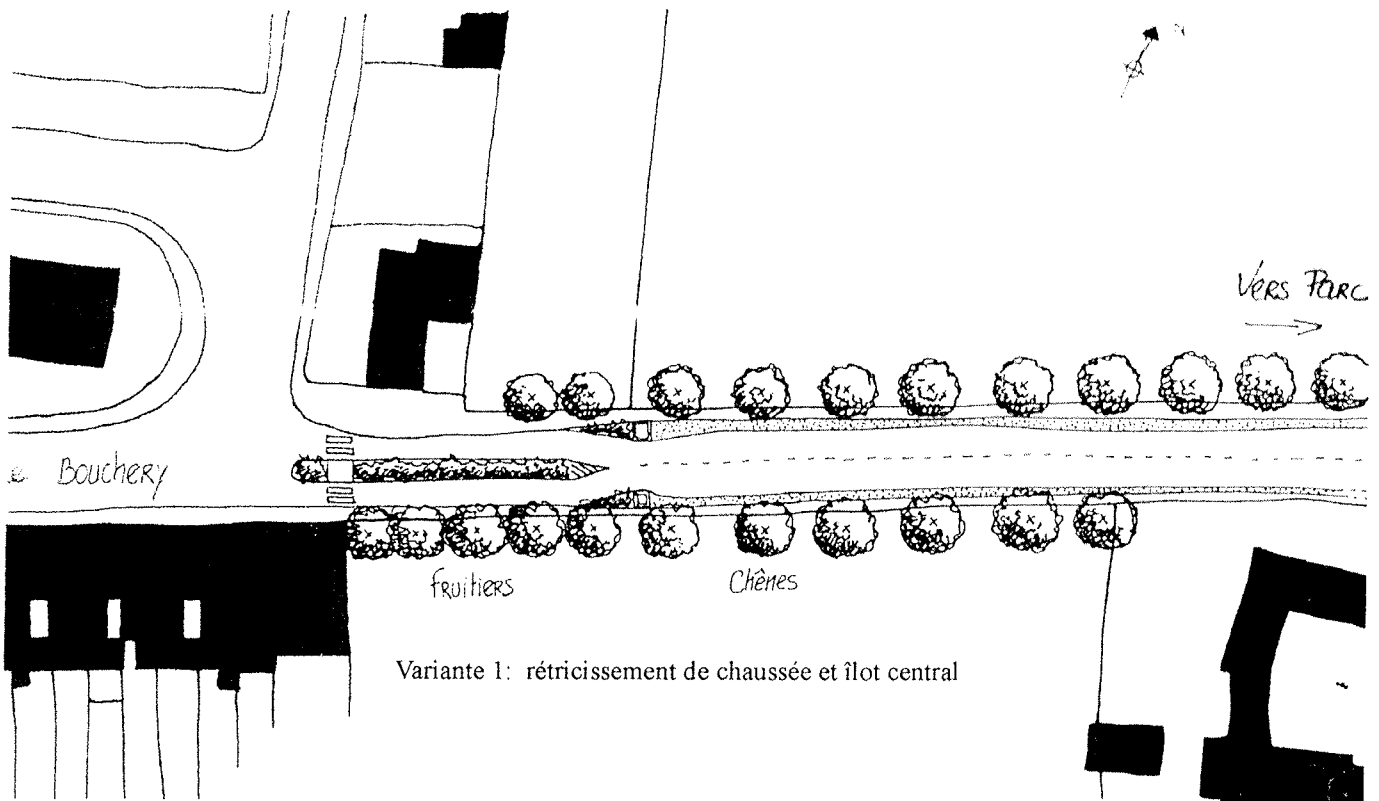 N
Vers Parc
e Bouchery
Fruitiers
Chênes
Variante 1: rétricissement de chaussée et îlot central